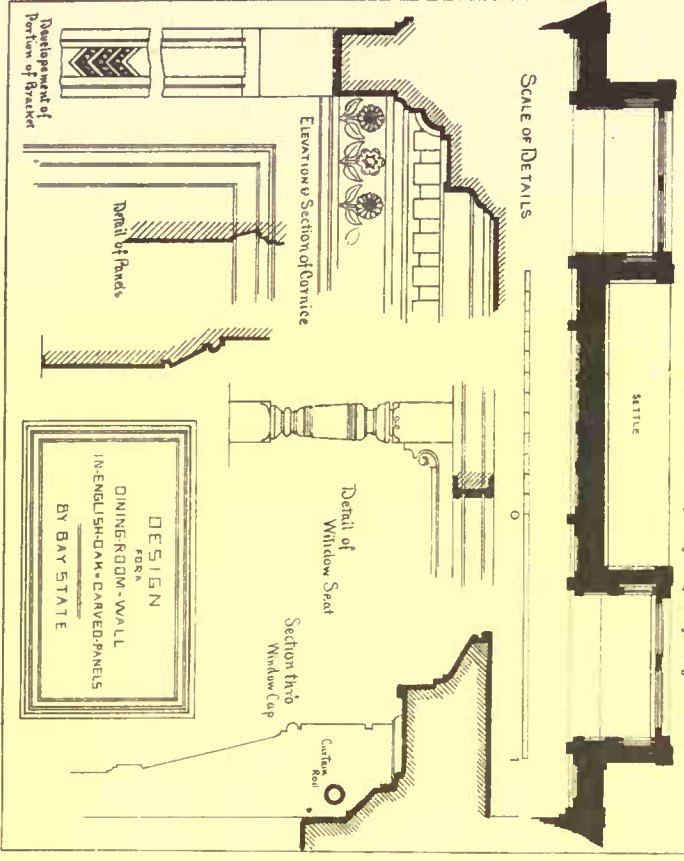 SETTLE
SCALE OF DETAILS
0
1
ELEVATION & Section of Cornice
Detail of
Window Seat
Section thro
Window Cap
Curtain
Rod
Detail of Panels
DESIGN
FOR A
DINING-ROOM-WALL
IN-ENGLISH-OAK-CARVED-PANELS
BY BAY STATE
Developement of
Portion of Bracket